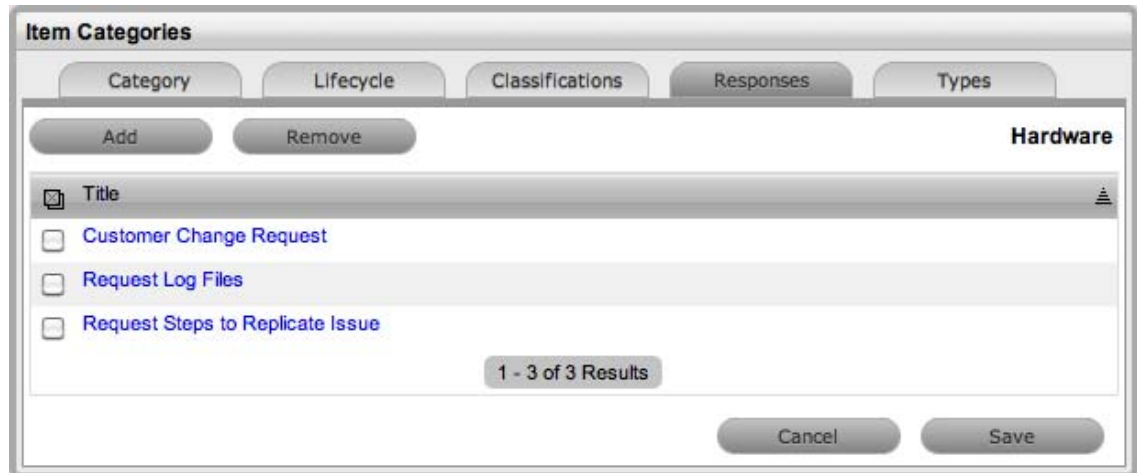 Item Categories
Category Lifecycle Classifications Responses Types
Add Remove Hardware
Title
Customer Change Request
Request Log Files
Request Steps to Replicate Issue
1 - 3 of 3 Results
Cancel Save